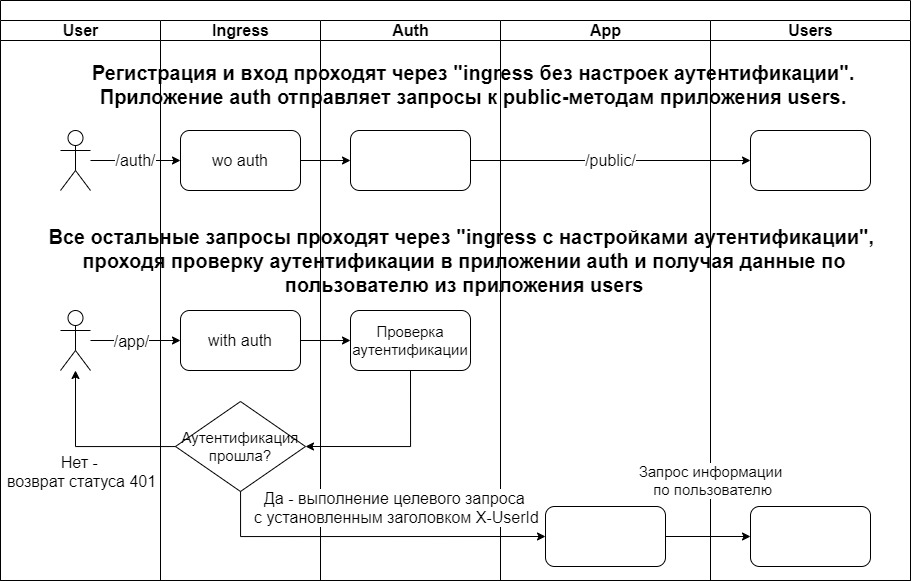 User Ingress Auth App Users
Регистрация и вход проходят через "ingress без настроек аутентификации".
Приложение auth отправляет запросы к public-методам приложения users.
/auth/ wo auth /public/
Все остальные запросы проходят через "ingress с настройками аутентификации",
проходя проверку аутентификации в приложении auth и получая данные по
пользователю из приложения users
/app/ with auth
Проверка
аутентификации
Аутентификация
прошла?
Нет -
возврат статуса 401
Да - выполнение целевого запроса
с установленным заголовком X-UserId
Запрос информации
по пользователю